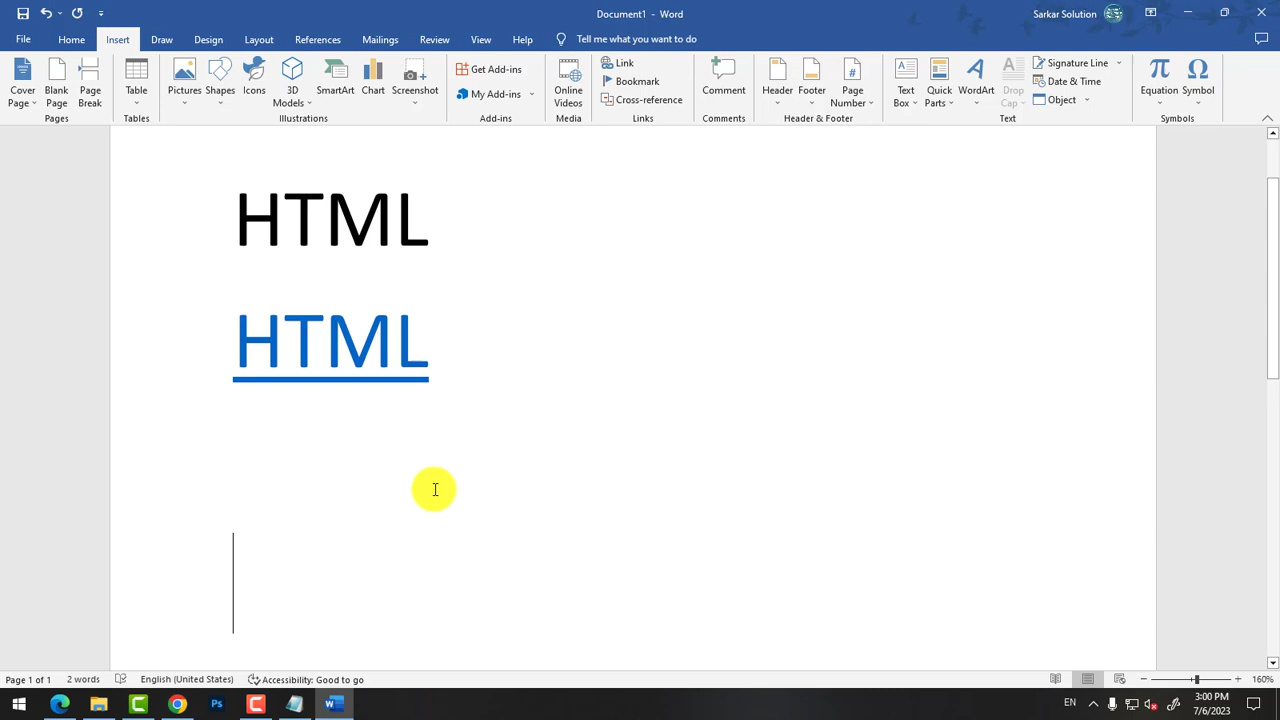 Document1 - Word
Sarkar Solution
File Home Insert Draw Design Layout References Mailings Review View Help Tell me what you want to do
Cover Page
Blank Page
Page Break
Pages
Table
Tables
Pictures
Shapes
Icons
3D Models
SmartArt
Chart
Screenshot
Illustrations
Get Add-ins
My Add-ins
Add-ins
Online Videos
Media
Link
Bookmark
Cross-reference
Links
Comment
Comments
Header
Footer
Page Number
Header & Footer
Text Box
Quick Parts
WordArt
Drop Cap
Signature Line
Date & Time
Object
Text
Equation
Symbol
Symbols
HTML
HTML
Page 1 of 1 2 words English (United States) Accessibility: Good to go 160%
EN 3:00 PM
7/6/2023